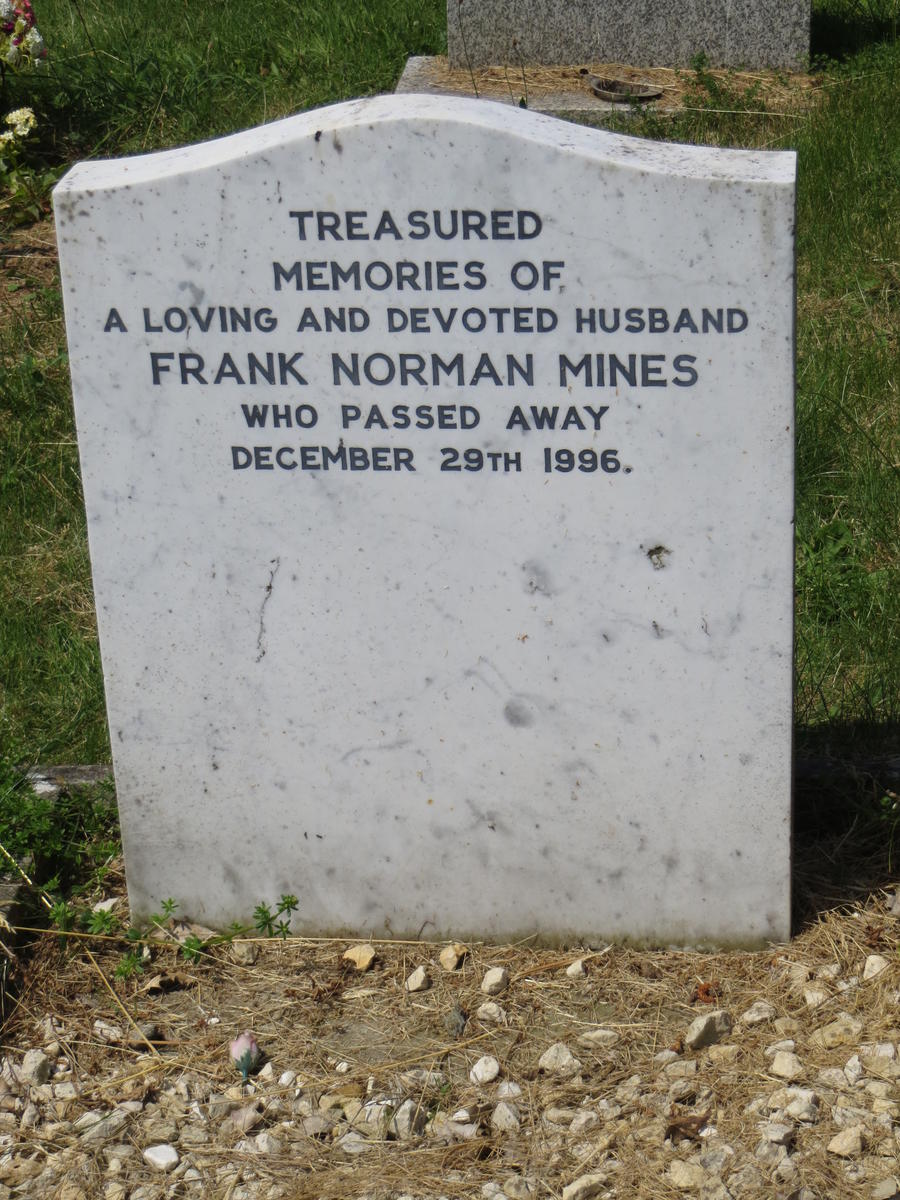 TREASURED
MEMORIES OF
A LOVING AND DEVOTED HUSBAND
FRANK NORMAN MINES
WHO PASSED AWAY
DECEMBER 29TH 1996.